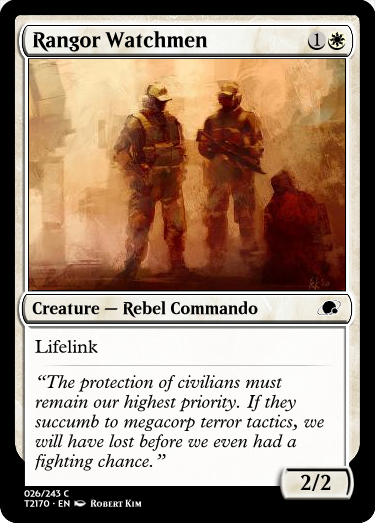 Rangor Watchmen 1
Creature — Rebel Commando
Lifelink
“The protection of civilians must
remain our highest priority. If they
succumb to megacorp terror tactics, we
will have lost before we even had a
fighting chance.”
2/2
026/243 C
T2170 · EN Robert Kim